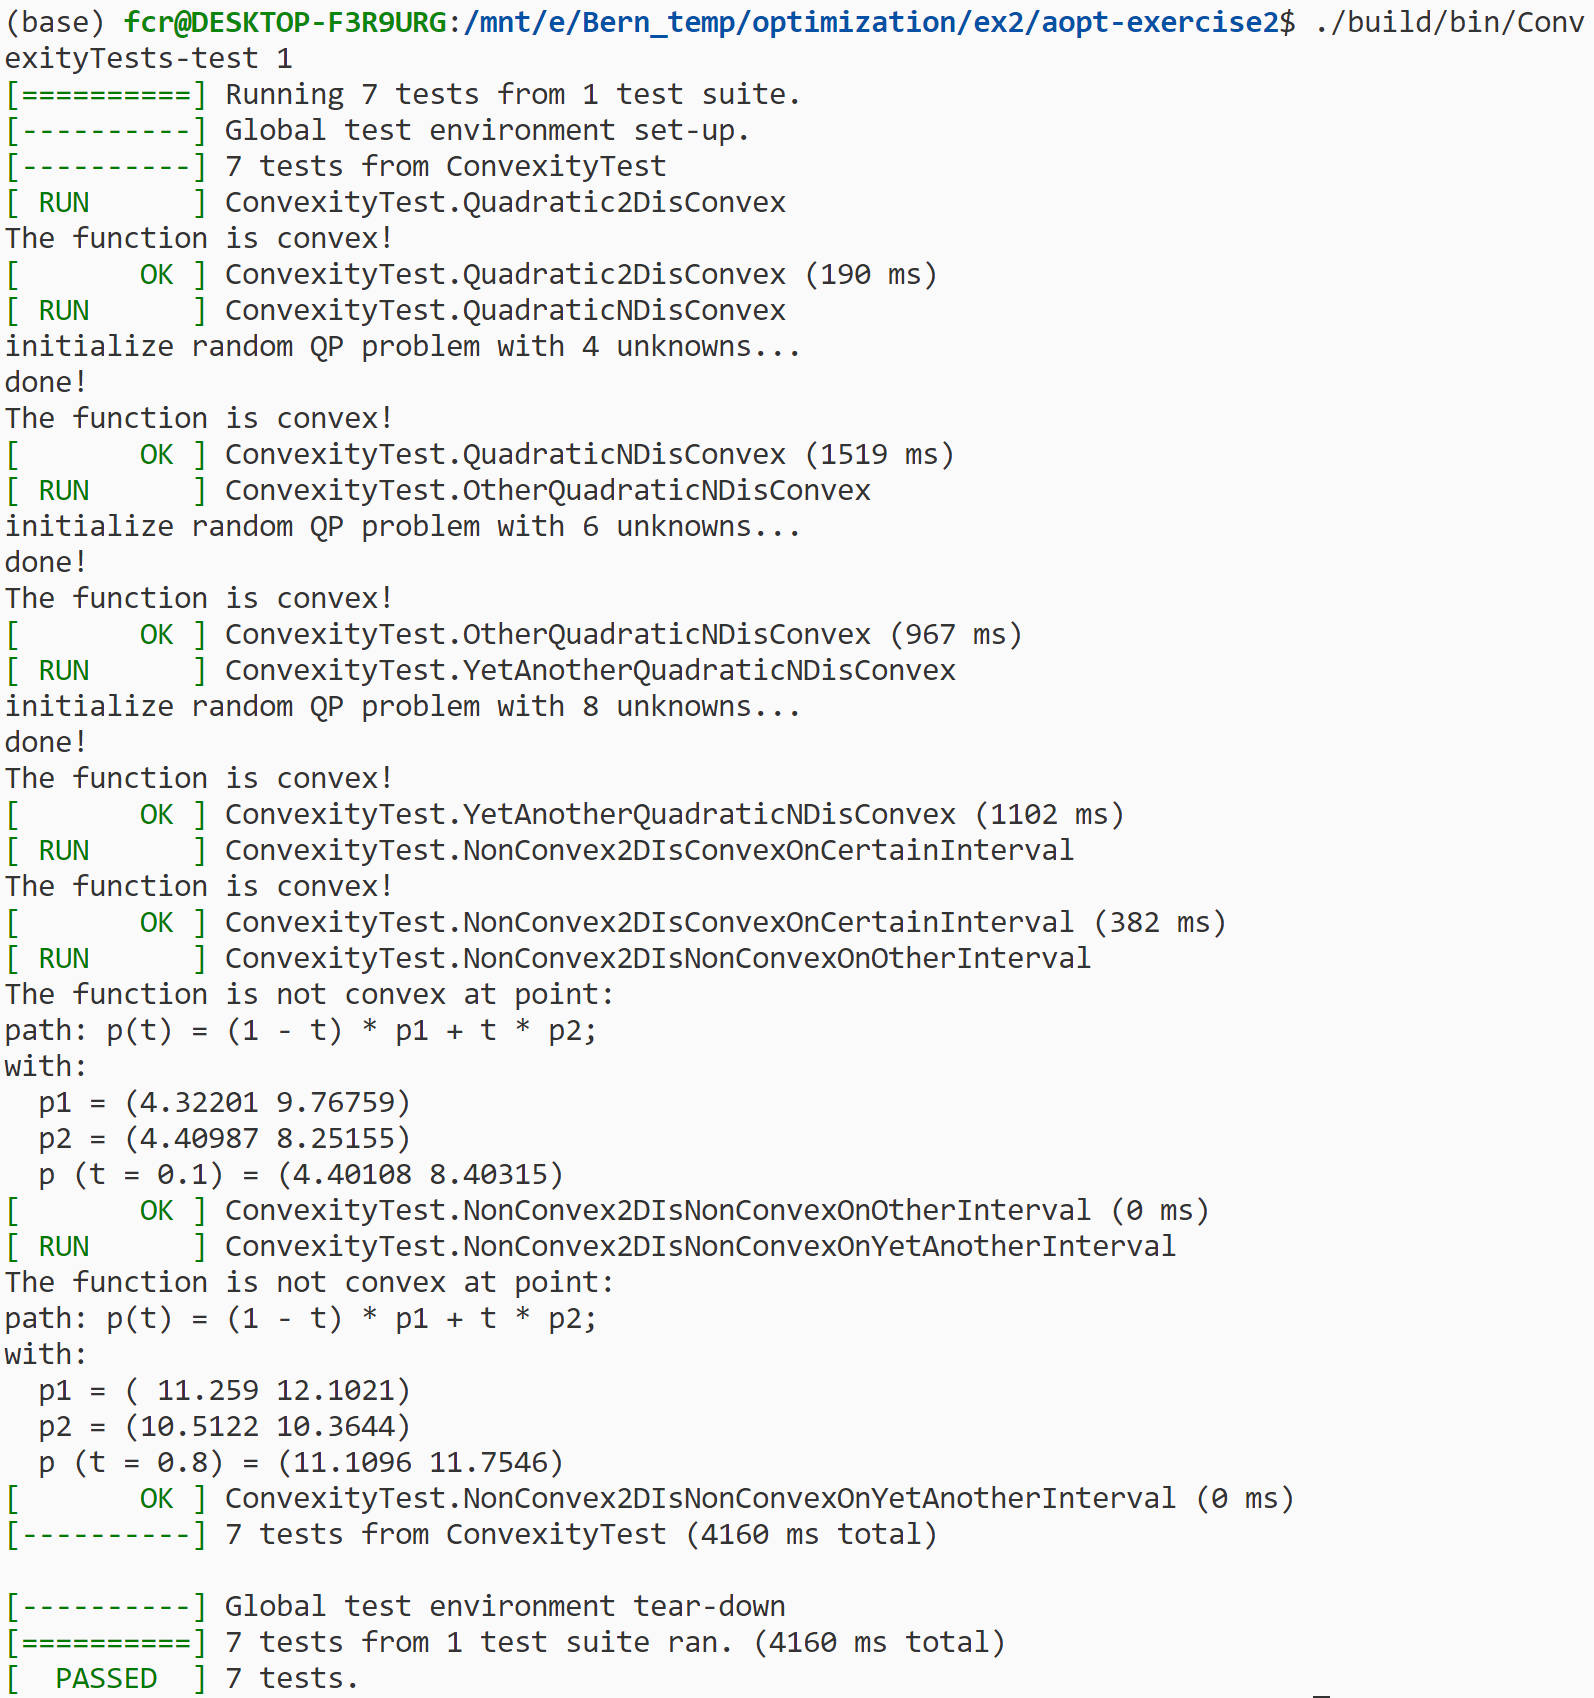 (base) fcr@DESKTOP-F3R9URG:/mnt/e/Bern_temp/optimization/ex2/aopt-exercise2$ ./build/bin/Conv
exityTests-test 1
[==========] Running 7 tests from 1 test suite.
[----------] Global test environment set-up.
[----------] 7 tests from ConvexityTest
[ RUN      ] ConvexityTest.Quadratic2DisConvex
The function is convex!
[       OK ] ConvexityTest.Quadratic2DisConvex (190 ms)
[ RUN      ] ConvexityTest.QuadraticNDisConvex
initialize random QP problem with 4 unknowns...
done!
The function is convex!
[       OK ] ConvexityTest.QuadraticNDisConvex (1519 ms)
[ RUN      ] ConvexityTest.OtherQuadraticNDisConvex
initialize random QP problem with 6 unknowns...
done!
The function is convex!
[       OK ] ConvexityTest.OtherQuadraticNDisConvex (967 ms)
[ RUN      ] ConvexityTest.YetAnotherQuadraticNDisConvex
initialize random QP problem with 8 unknowns...
done!
The function is convex!
[       OK ] ConvexityTest.YetAnotherQuadraticNDisConvex (1102 ms)
[ RUN      ] ConvexityTest.NonConvex2DIsConvexOnCertainInterval
The function is convex!
[       OK ] ConvexityTest.NonConvex2DIsConvexOnCertainInterval (382 ms)
[ RUN      ] ConvexityTest.NonConvex2DIsNonConvexOnOtherInterval
The function is not convex at point:
path: p(t) = (1 - t) * p1 + t * p2;
with:
  p1 = (4.32201 9.76759)
  p2 = (4.40987 8.25155)
  p (t = 0.1) = (4.40108 8.40315)
[       OK ] ConvexityTest.NonConvex2DIsNonConvexOnOtherInterval (0 ms)
[ RUN      ] ConvexityTest.NonConvex2DIsNonConvexOnYetAnotherInterval
The function is not convex at point:
path: p(t) = (1 - t) * p1 + t * p2;
with:
  p1 = ( 11.259 12.1021)
  p2 = (10.5122 10.3644)
  p (t = 0.8) = (11.1096 11.7546)
[       OK ] ConvexityTest.NonConvex2DIsNonConvexOnYetAnotherInterval (0 ms)
[----------] 7 tests from ConvexityTest (4160 ms total)

[----------] Global test environment tear-down
[==========] 7 tests from 1 test suite ran. (4160 ms total)
[  PASSED  ] 7 tests.